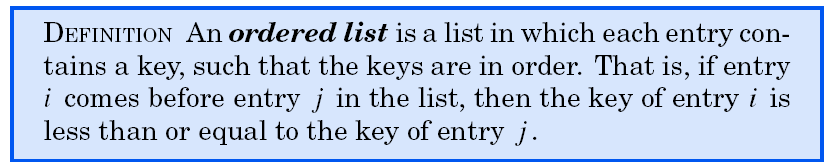 DEFINITION An ordered list is a list in which each entry con-
tains a key, such that the keys are in order. That is, if entry
i comes before entry j in the list, then the key of entry i is
less than or equal to the key of entry j.